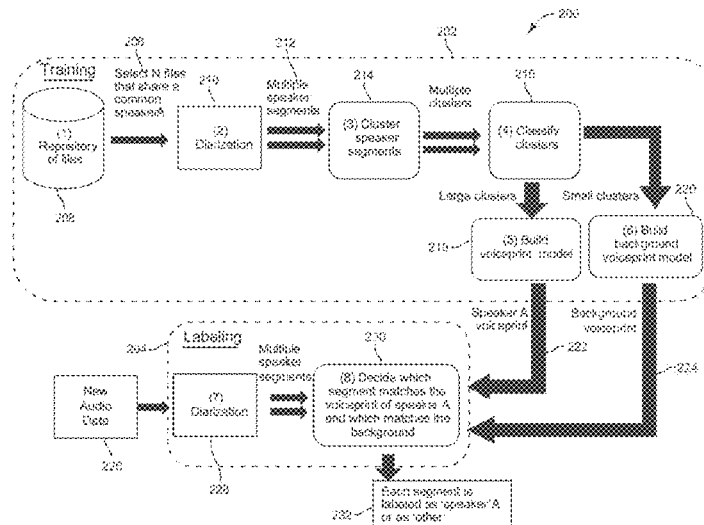 200
202
Training
206
Select N files
that share a
common
speakerA
210
212
Multiple
speaker
segments
214
Multiple
clusters
216
(1)
Repository
of files
208
(2)
Diarization
(3) Cluster
speaker
segments
(4) Classify
clusters
Large clusters
Small clusters
220
(5) Build
voiceprint model
(6) Build
background
voiceprint model
Speaker A
voiceprint
Background
voiceprint
222
224
204
Labeling
Multiple
speaker
segments
230
New
Audio
Data
226
(7)
Diarization
228
(8) Decide which
segment matches the
voiceprint of speaker A
and which matches the
background
232
Each segment is
labeled as 'speaker' A
or as 'other'